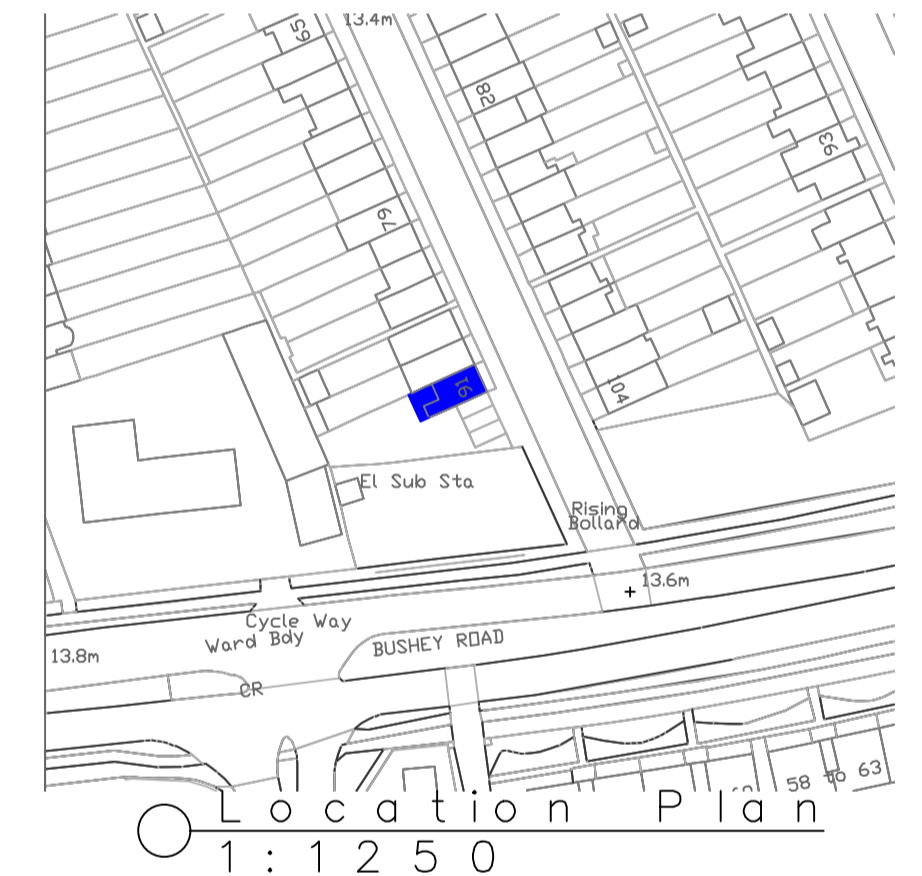 13.4m
65
82
93
79
91
104
El Sub Sta
Rising
Bollard
13.6m
Cycle Way
Ward Bdy
BUSHEY ROAD
13.8m
CR
58 to 63
Location Plan
1:1250